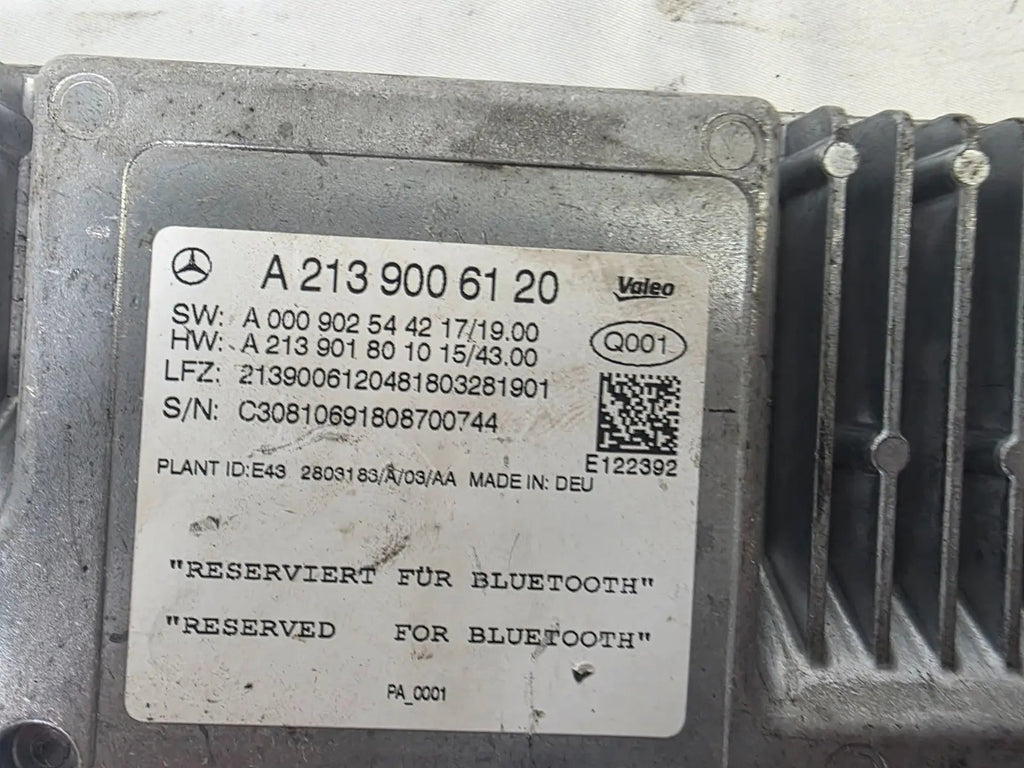 A 213 900 61 20
Valeo
SW: A 000 902 54 42 17/19.00
HW: A 213 901 80 10 15/43.00
Q001
LFZ: 2139006120481803281901
S/N: C30810691808700744
E122392
PLANT ID:E43 2803183/A/03/AA MADE IN: DEU
"RESERVIERT FÜR BLUETOOTH"
"RESERVED FOR BLUETOOTH"
PA_0001